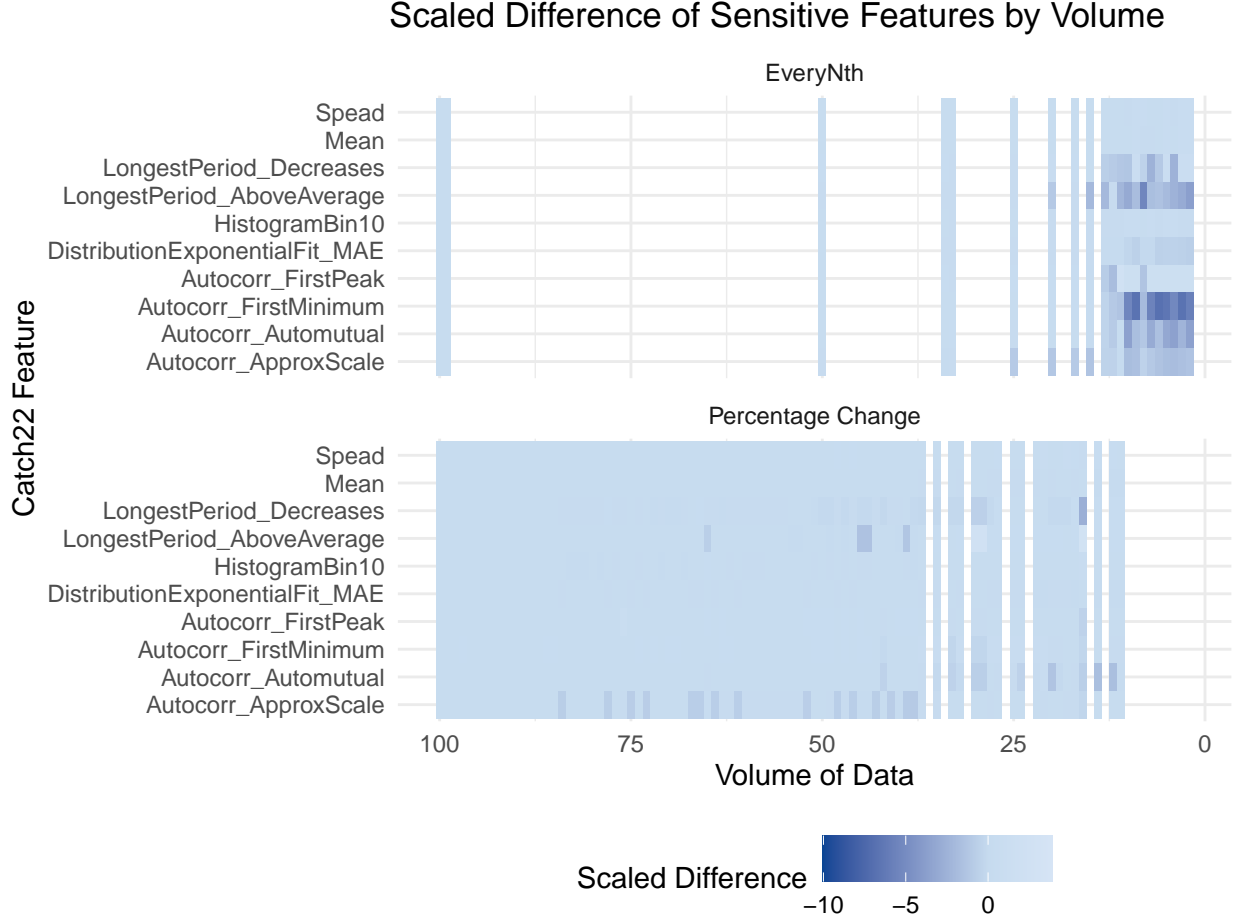 Scaled Difference of Sensitive Features by Volume
EveryNth
Spead
Mean
LongestPeriod_Decreases
LongestPeriod_AboveAverage
HistogramBin10
DistributionExponentialFit_MAE
Autocorr_FirstPeak
Autocorr_FirstMinimum
Autocorr_Automutual
Autocorr_ApproxScale
Catch22 Feature
Percentage Change
Spead
Mean
LongestPeriod_Decreases
LongestPeriod_AboveAverage
HistogramBin10
DistributionExponentialFit_MAE
Autocorr_FirstPeak
Autocorr_FirstMinimum
Autocorr_Automutual
Autocorr_ApproxScale
100 75 50 25 0
Volume of Data
Scaled Difference
−10 −5 0